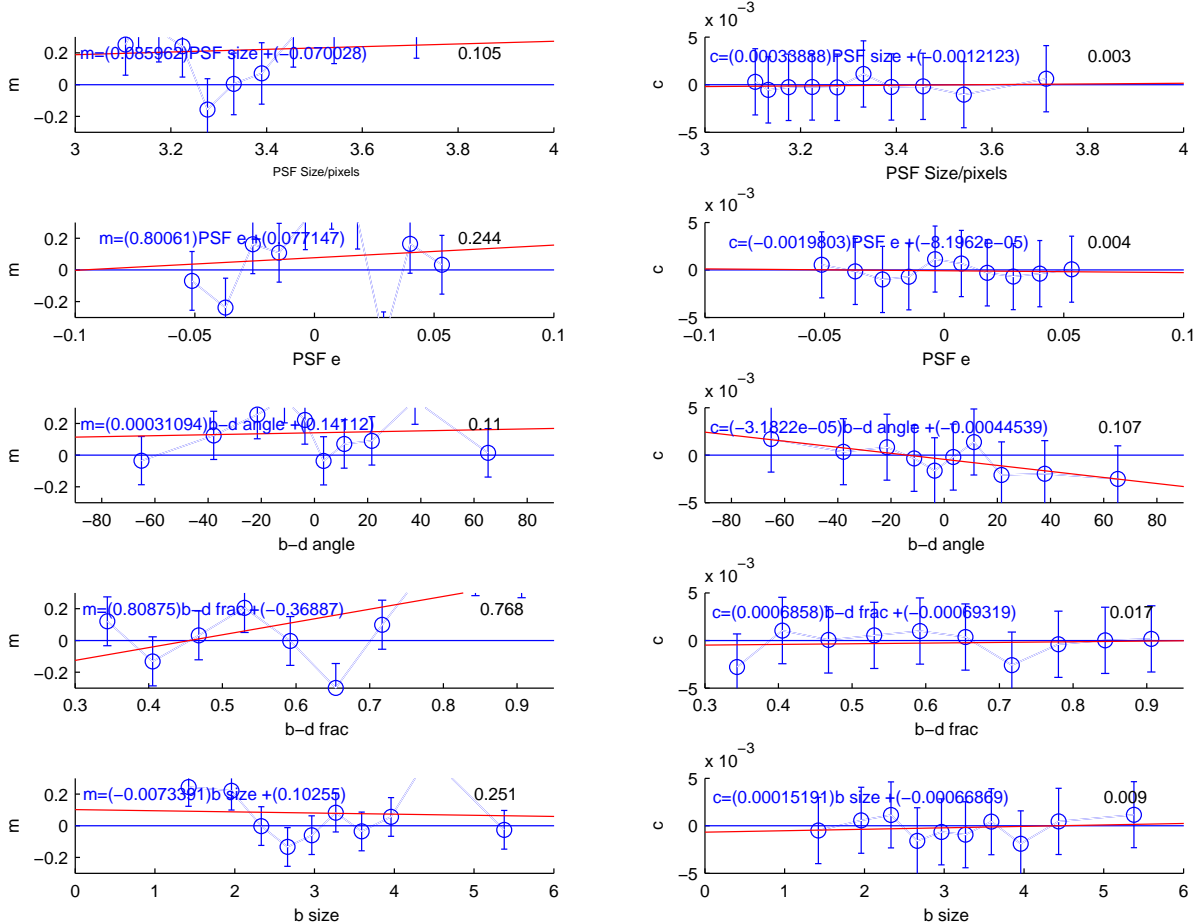 x 10 −3
m=(0.085962)PSF size +(−0.070028) 0.105
c=(0.00033888)PSF size +(−0.0012123) 0.003
0.2
0
−0.2
m
5
0
−5
c
3 3.2 3.4 3.6 3.8 4
PSF Size/pixels
3 3.2 3.4 3.6 3.8 4
PSF Size/pixels
x 10 −3
m=(0.80061)PSF e +(0.077147) 0.244
c=(−0.0019803)PSF e +(−8.1962e−05) 0.004
0.2
0
−0.2
m
5
0
−5
c
−0.1 −0.05 0 0.05 0.1
PSF e
−0.1 −0.05 0 0.05 0.1
PSF e
x 10 −3
m=(0.00031094)b−d angle +(0.14112) 0.11
c=(−3.1822e−05)b−d angle +(−0.00044539) 0.107
0.2
0
−0.2
m
5
0
−5
c
−80 −60 −40 −20 0 20 40 60 80
b−d angle
−80 −60 −40 −20 0 20 40 60 80
b−d angle
x 10 −3
m=(0.80875)b−d frac +(−0.36887) 0.768
c=(0.0006858)b−d frac +(−0.00069319) 0.017
0.2
0
−0.2
m
5
0
−5
c
0.3 0.4 0.5 0.6 0.7 0.8 0.9
b−d frac
0.3 0.4 0.5 0.6 0.7 0.8 0.9
b−d frac
x 10 −3
m=(−0.0073391)b size +(0.10255) 0.251
c=(0.00015191)b size +(−0.00066869) 0.009
0.2
0
−0.2
m
5
0
−5
c
0 1 2 3 4 5 6
b size
0 1 2 3 4 5 6
b size